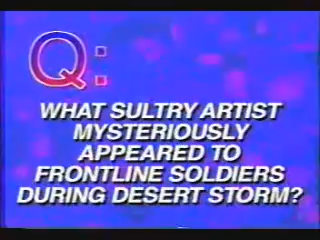 Q:
WHAT SULTRY ARTIST
MYSTERIOUSLY
APPEARED TO
FRONTLINE SOLDIERS
DURING DESERT STORM?